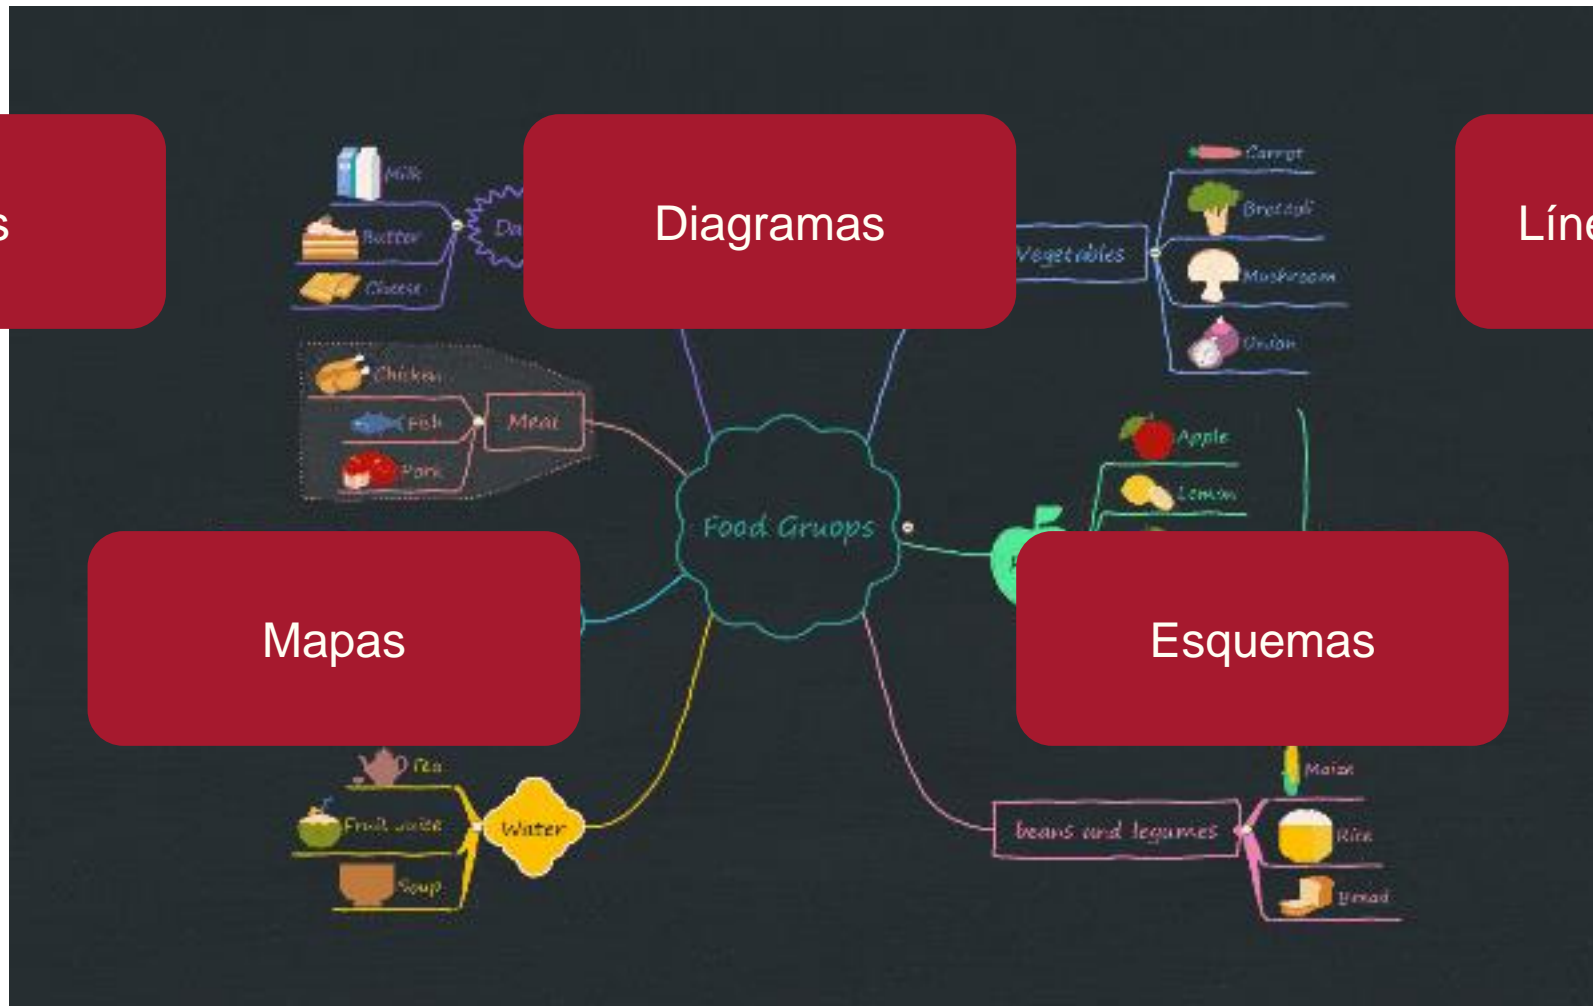 Diagramas
Mapas
Esquemas
Milk
Butter
Cheese
Chicken
Fish
Pork
Meat
Food Gruops
Vegetables
Carrot
Brocoli
Mushroom
Onion
Apple
Lemon
Tea
Fruit Juice
Soup
Water
beans and legumes
Maize
Rice
Bread